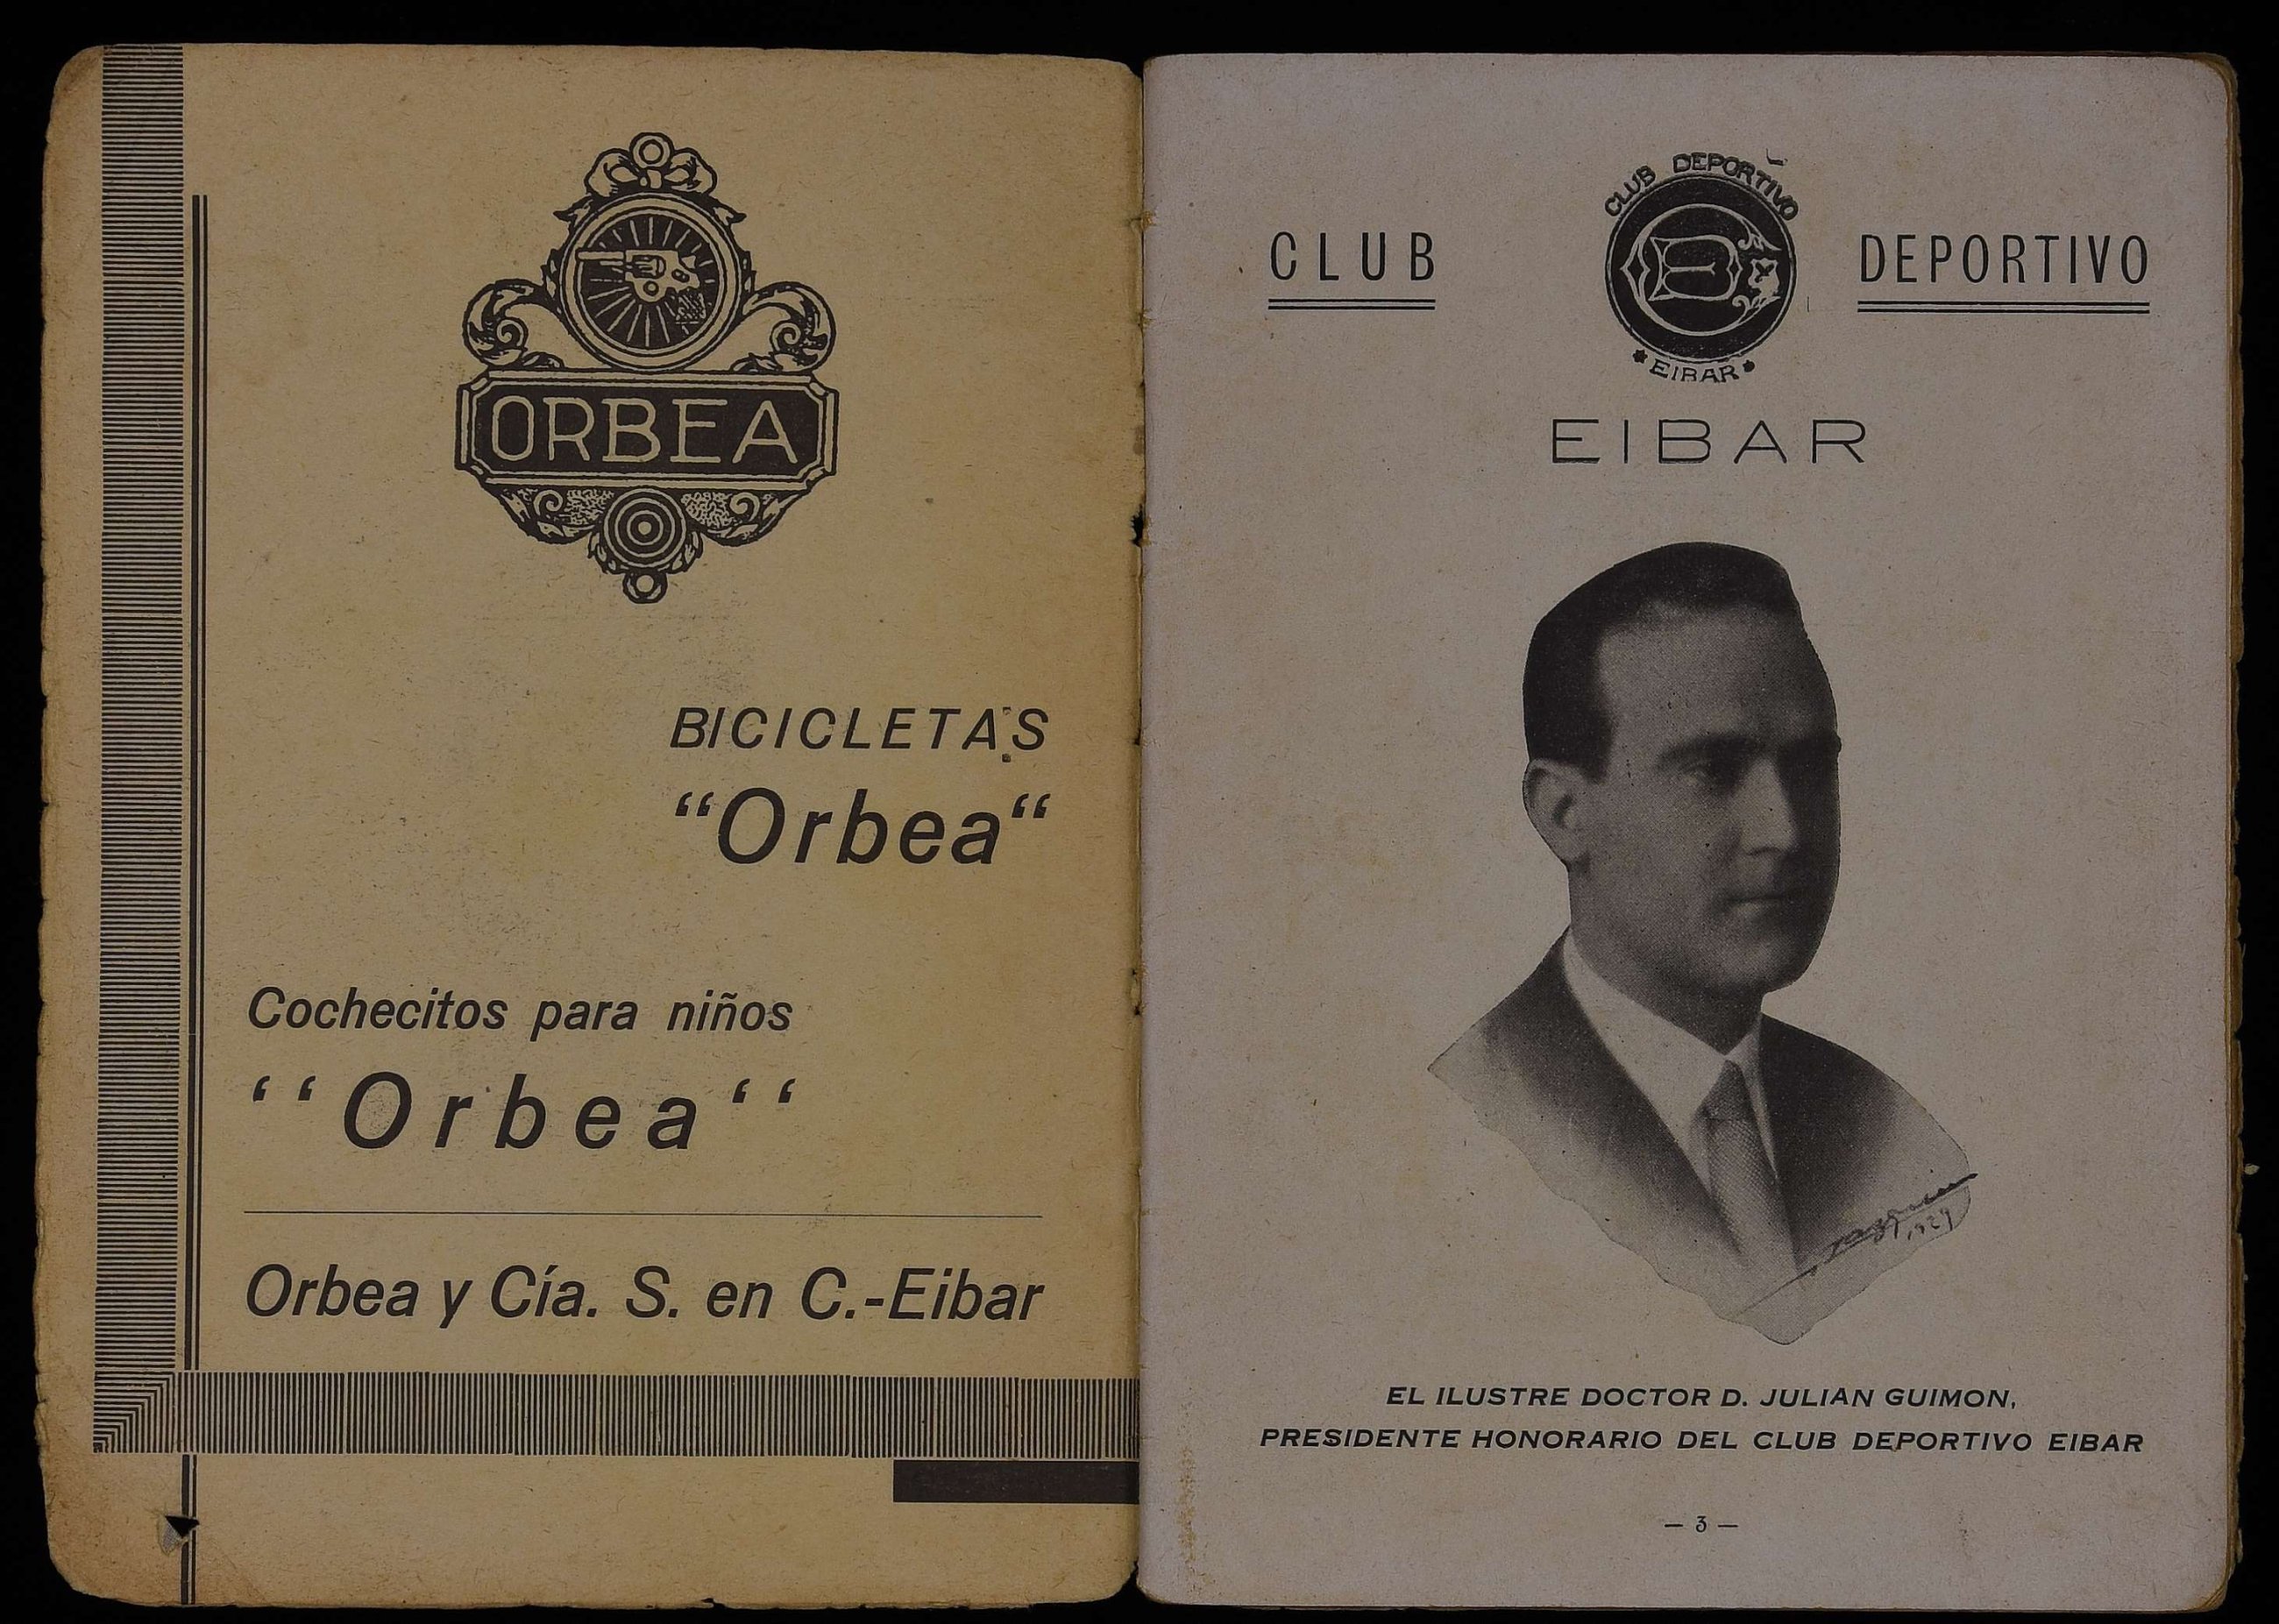 ORBEA
BICICLETAS
“Orbea“
Cochecitos para niños
‘‘Orbea‘‘
Orbea y Cía. S. en C.-Eibar
CLUB
CLUB DEPORTIVO
EIBAR
DEPORTIVO
EIBAR
1929
EL ILUSTRE DOCTOR D. JULIAN GUIMON,
PRESIDENTE HONORARIO DEL CLUB DEPORTIVO EIBAR
— 3 —